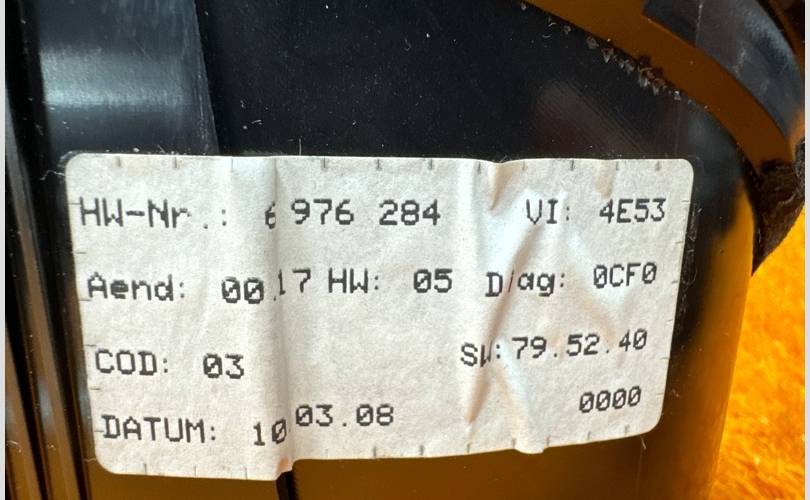 HW-Nr.: 6 976 284 VI: 4E53
Aend: 00.17 HW: 05 Diag: 0CF0
COD: 03 SW: 79.52.40
DATUM: 10 03.08 0000